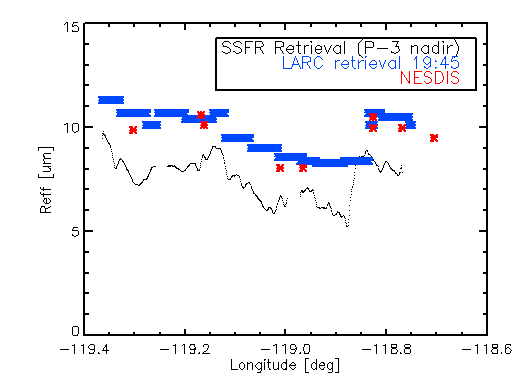 15
SSFR Retrieval (P-3 nadir)
LARC retrieval 19:45
NESDIS
10
Reff [um]
5
0
-119.4 -119.2 -119.0 -118.8 -118.6
Longitude [deg]